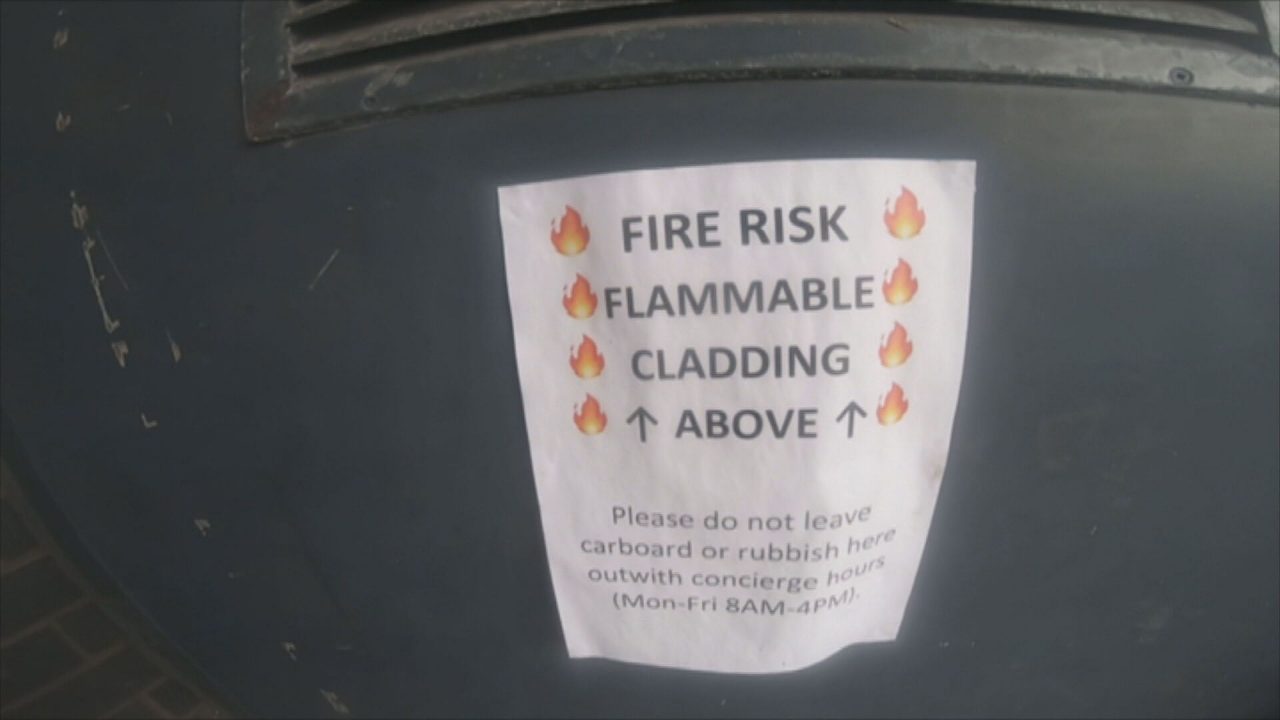 🔥 FIRE RISK 🔥
🔥 FLAMMABLE 🔥
🔥 CLADDING 🔥
🔥 ↑ ABOVE ↑ 🔥
Please do not leave
carboard or rubbish here
outwith concierge hours
(Mon-Fri 8AM-4PM).